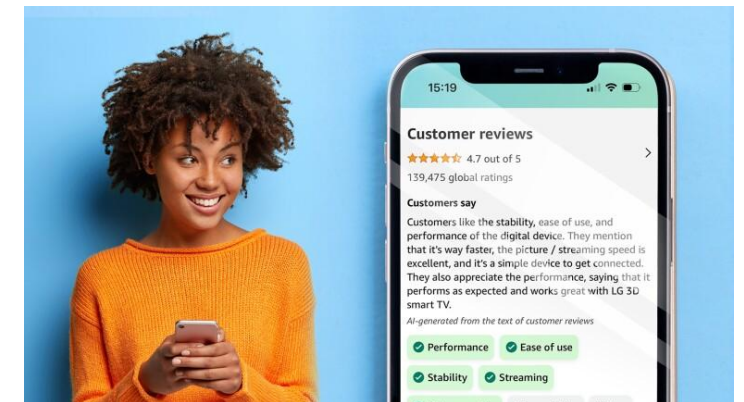 15:19
Customer reviews
4.7 out of 5
139,475 global ratings
Customers say
Customers like the stability, ease of use, and
performance of the digital device. They mention
that it's way faster, the picture / streaming speed is
excellent, and it's a simple device to get connected.
They also appreciate the performance, saying that it
performs as expected and works great with LG 3D
smart TV.
AI-generated from the text of customer reviews
Performance Ease of use
Stability Streaming